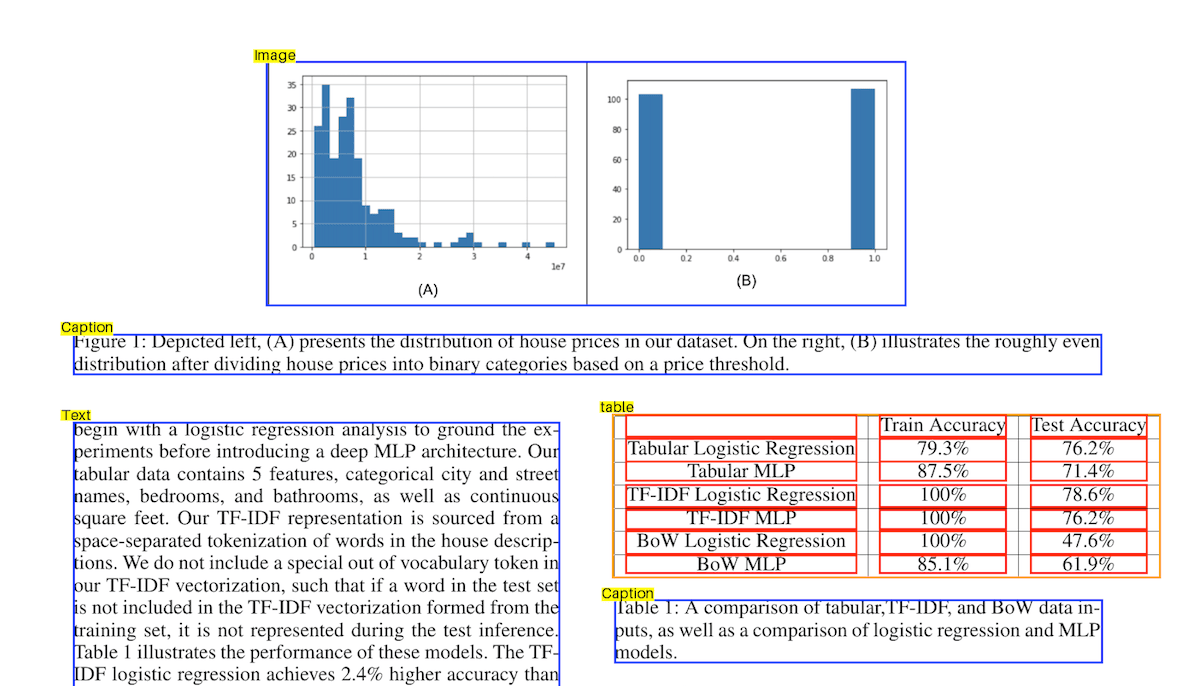 Image
35
30
25
20
15
10
5
0
0 1 2 3 4
1e7
(A)
100
80
60
40
20
0
0.0 0.2 0.4 0.6 0.8 1.0
(B)
Caption
Figure 1: Depicted left, (A) presents the distribution of house prices in our dataset. On the right, (B) illustrates the roughly even
distribution after dividing house prices into binary categories based on a price threshold.
Text
begin with a logistic regression analysis to ground the ex-
periments before introducing a deep MLP architecture. Our
tabular data contains 5 features, categorical city and street
names, bedrooms, and bathrooms, as well as continuous
square feet. Our TF-IDF representation is sourced from a
space-separated tokenization of words in the house descrip-
tions. We do not include a special out of vocabulary token in
our TF-IDF vectorization, such that if a word in the test set
is not included in the TF-IDF vectorization formed from the
training set, it is not represented during the test inference.
Table 1 illustrates the performance of these models. The TF-
IDF logistic regression achieves 2.4% higher accuracy than
table
Train Accuracy Test Accuracy
Tabular Logistic Regression 79.3% 76.2%
Tabular MLP 87.5% 71.4%
TF-IDF Logistic Regression 100% 78.6%
TF-IDF MLP 100% 76.2%
BoW Logistic Regression 100% 47.6%
BoW MLP 85.1% 61.9%
Caption
Table 1: A comparison of tabular,TF-IDF, and BoW data in-
puts, as well as a comparison of logistic regression and MLP
models.